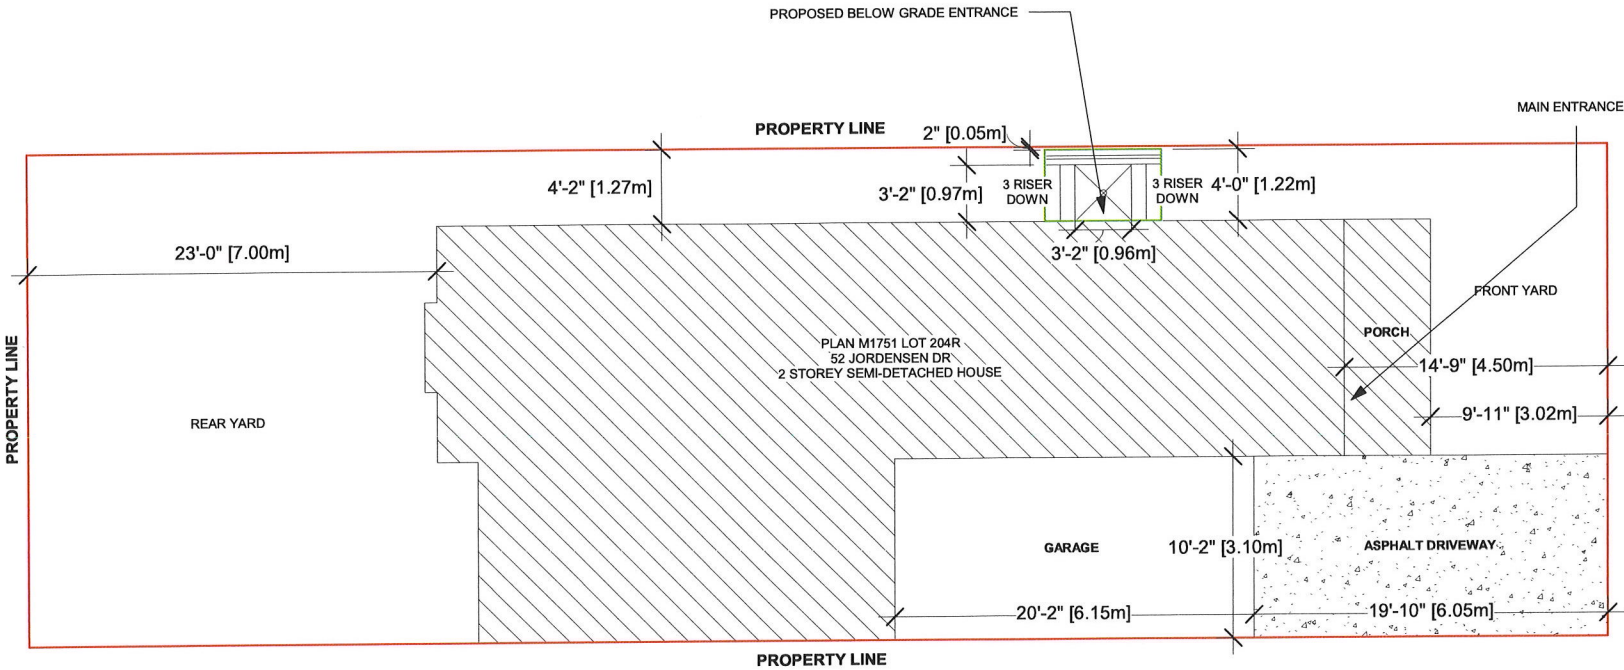 PROPOSED BELOW GRADE ENTRANCE
MAIN ENTRANCE
PROPERTY LINE
2" [0.05m]
4'-2" [1.27m]
3'-2" [0.97m]
3 RISER
DOWN
3 RISER
DOWN
4'-0" [1.22m]
23'-0" [7.00m]
3'-2" [0.96m]
FRONT YARD
PORCH
PLAN M1751 LOT 204R
52 JORDENSEN DR
2 STOREY SEMI-DETACHED HOUSE
14'-9" [4.50m]
PROPERTY LINE
9'-11" [3.02m]
REAR YARD
GARAGE
10'-2" [3.10m]
ASPHALT DRIVEWAY
20'-2" [6.15m]
19'-10" [6.05m]
PROPERTY LINE